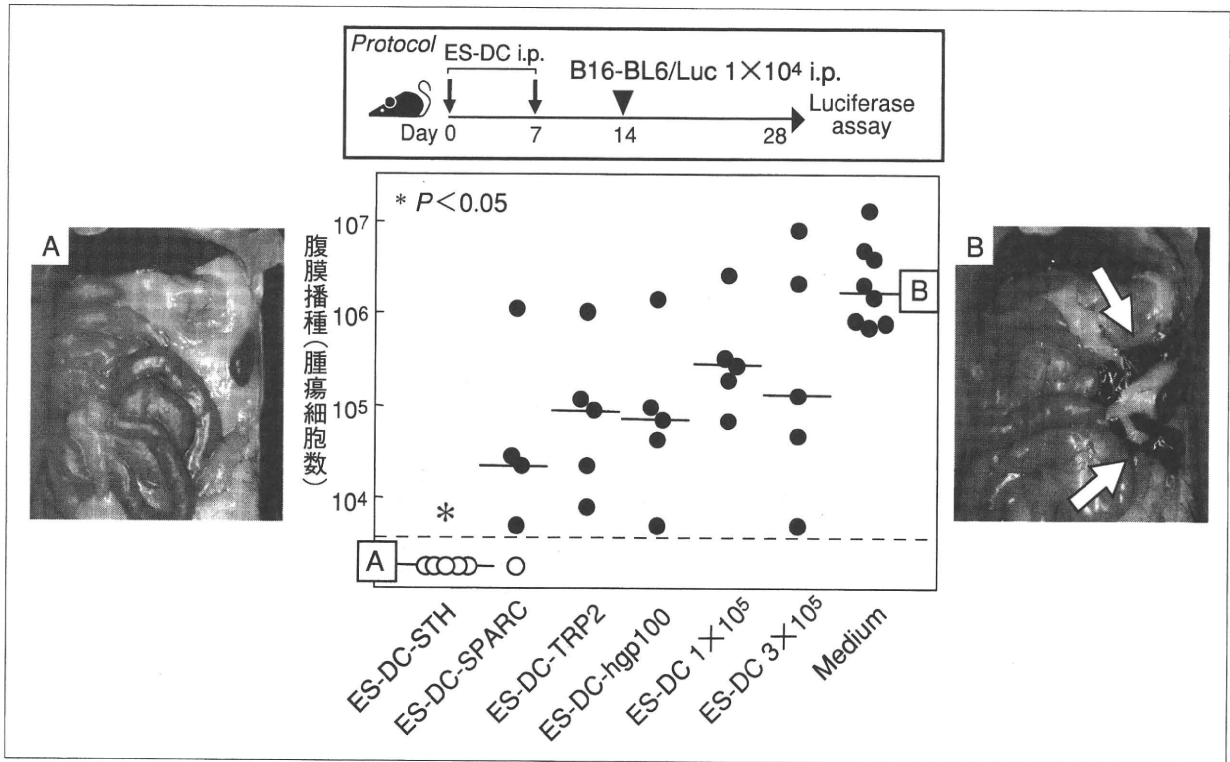 Protocol
ES-DC i.p.
B16-BL6/Luc 1×10⁴ i.p.
Day 0 7 14 28
Luciferase
assay
* P<0.05
A
B
腹膜播種(腫瘍細胞数)
10⁷
10⁶
10⁵
10⁴
*
A
B
ES-DC-STH
ES-DC-SPARC
ES-DC-TRP2
ES-DC-hgp100
ES-DC 1×10⁵
ES-DC 3×10⁵
Medium